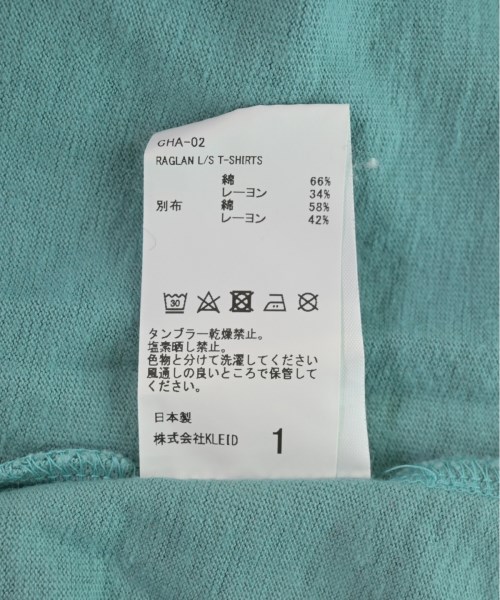 CHA-02
RAGLAN L/S T-SHIRTS
綿 66%
レーヨン 34%
別布 綿 58%
レーヨン 42%
30
タンブラー乾燥禁止。
塩素晒し禁止。
色物と分けて洗濯してください
風通しの良いところで保管して
ください。
日本製
株式会社KLEID 1